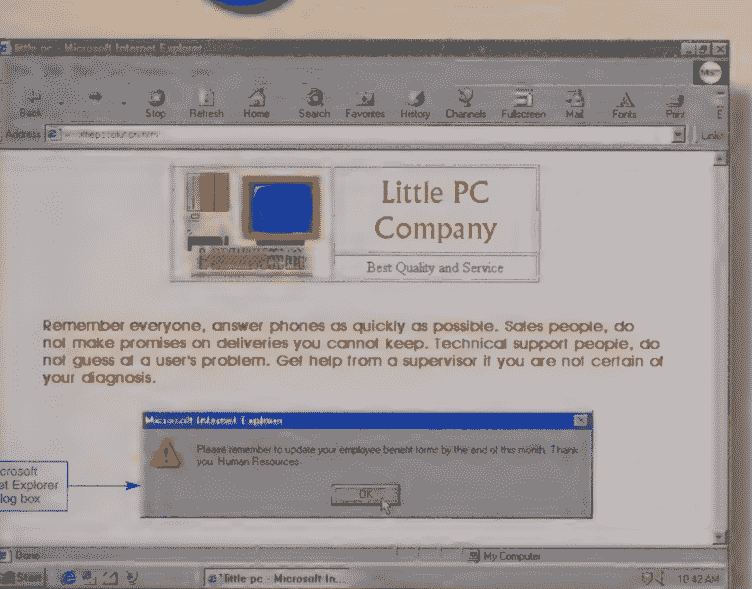 little pc - Microsoft Internet Explorer
Back Stop Refresh Home Search Favorites History Channels Fullscreen Mail Fonts Print E
Address Links
Little PC
Company
Best Quality and Service
Remember everyone, answer phones as quickly as possible. Sales people, do
not make promises on deliveries you cannot keep. Technical support people, do
not guess at a user's problem. Get help from a supervisor if you are not certain of
your diagnosis.
Microsoft Internet Explorer
Please remember to update your employee benefit forms by the end of this month. Thank
you. Human Resources
OK
crosoft
et Explorer
log box
Done My Computer
Start little pc - Microsoft In... 10:42 AM